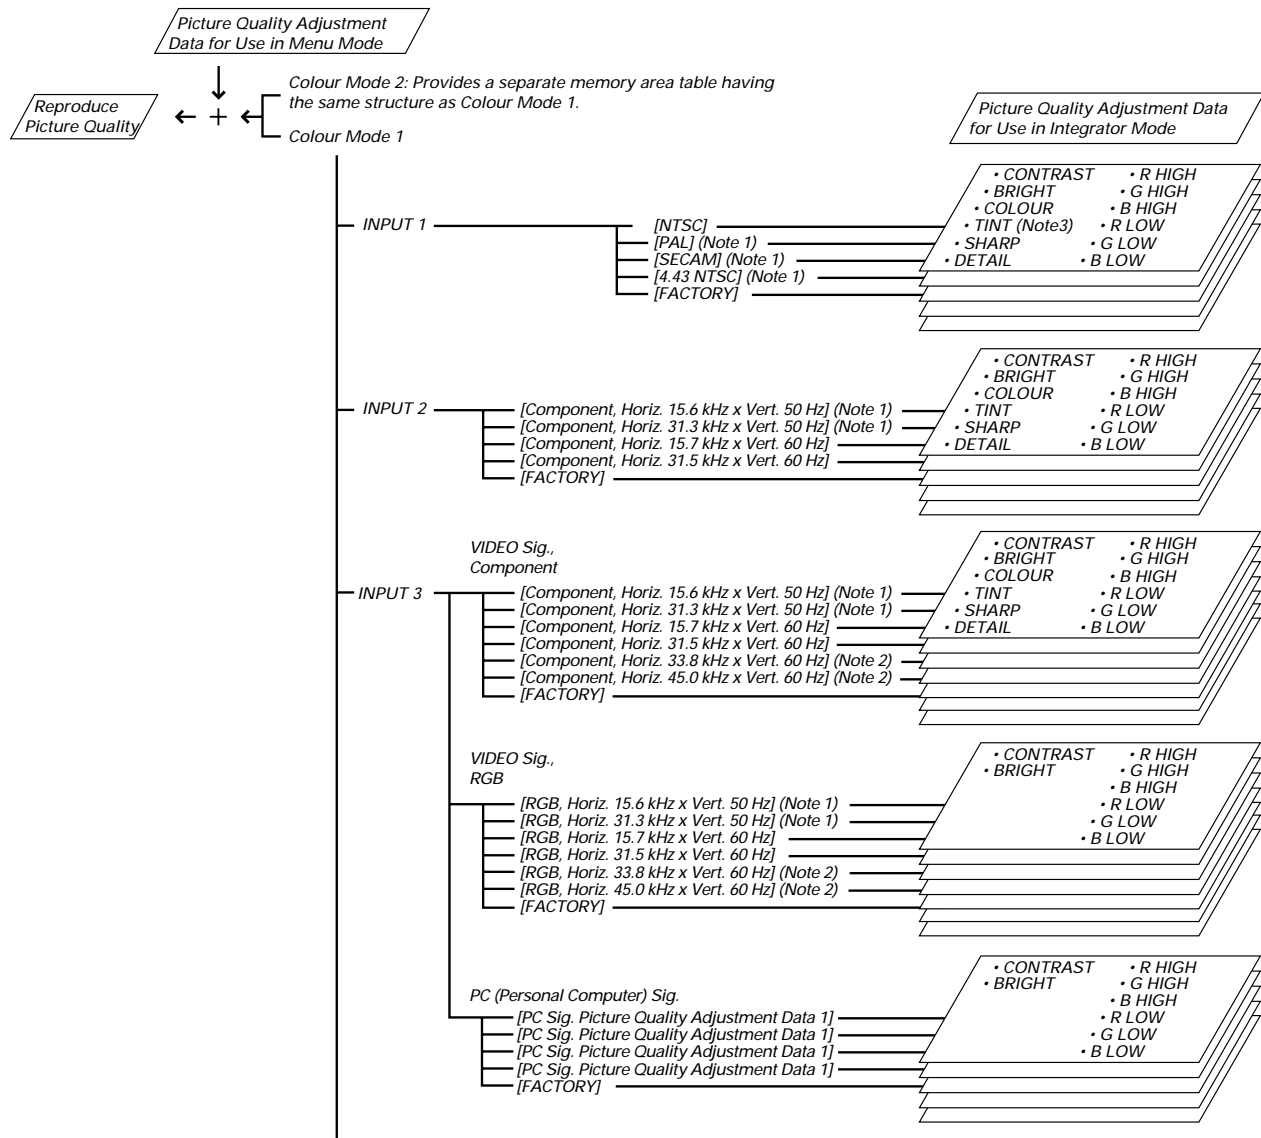 Picture Quality Adjustment
Data for Use in Menu Mode
Colour Mode 2: Provides a separate memory area table having
the same structure as Colour Mode 1.
Reproduce
Picture Quality
+
Colour Mode 1
Picture Quality Adjustment Data
for Use in Integrator Mode
INPUT 1
[NTSC]
[PAL] (Note 1)
[SECAM] (Note 1)
[4.43 NTSC] (Note 1)
[FACTORY]
• CONTRAST • R HIGH
• BRIGHT • G HIGH
• COLOUR • B HIGH
• TINT (Note3) • R LOW
• SHARP • G LOW
• DETAIL • B LOW
INPUT 2
[Component, Horiz. 15.6 kHz x Vert. 50 Hz] (Note 1)
[Component, Horiz. 31.3 kHz x Vert. 50 Hz] (Note 1)
[Component, Horiz. 15.7 kHz x Vert. 60 Hz]
[Component, Horiz. 31.5 kHz x Vert. 60 Hz]
[FACTORY]
• CONTRAST • R HIGH
• BRIGHT • G HIGH
• COLOUR • B HIGH
• TINT • R LOW
• SHARP • G LOW
• DETAIL • B LOW
INPUT 3
VIDEO Sig.,
Component
[Component, Horiz. 15.6 kHz x Vert. 50 Hz] (Note 1)
[Component, Horiz. 31.3 kHz x Vert. 50 Hz] (Note 1)
[Component, Horiz. 15.7 kHz x Vert. 60 Hz]
[Component, Horiz. 31.5 kHz x Vert. 60 Hz]
[Component, Horiz. 33.8 kHz x Vert. 60 Hz] (Note 2)
[Component, Horiz. 45.0 kHz x Vert. 60 Hz] (Note 2)
[FACTORY]
• CONTRAST • R HIGH
• BRIGHT • G HIGH
• COLOUR • B HIGH
• TINT • R LOW
• SHARP • G LOW
• DETAIL • B LOW
VIDEO Sig.,
RGB
[RGB, Horiz. 15.6 kHz x Vert. 50 Hz] (Note 1)
[RGB, Horiz. 31.3 kHz x Vert. 50 Hz] (Note 1)
[RGB, Horiz. 15.7 kHz x Vert. 60 Hz]
[RGB, Horiz. 31.5 kHz x Vert. 60 Hz]
[RGB, Horiz. 33.8 kHz x Vert. 60 Hz] (Note 2)
[RGB, Horiz. 45.0 kHz x Vert. 60 Hz] (Note 2)
[FACTORY]
• CONTRAST • R HIGH
• BRIGHT • G HIGH
• B HIGH
• R LOW
• G LOW
• B LOW
PC (Personal Computer) Sig.
[PC Sig. Picture Quality Adjustment Data 1]
[PC Sig. Picture Quality Adjustment Data 1]
[PC Sig. Picture Quality Adjustment Data 1]
[PC Sig. Picture Quality Adjustment Data 1]
[FACTORY]
• CONTRAST • R HIGH
• BRIGHT • G HIGH
• B HIGH
• R LOW
• G LOW
• B LOW